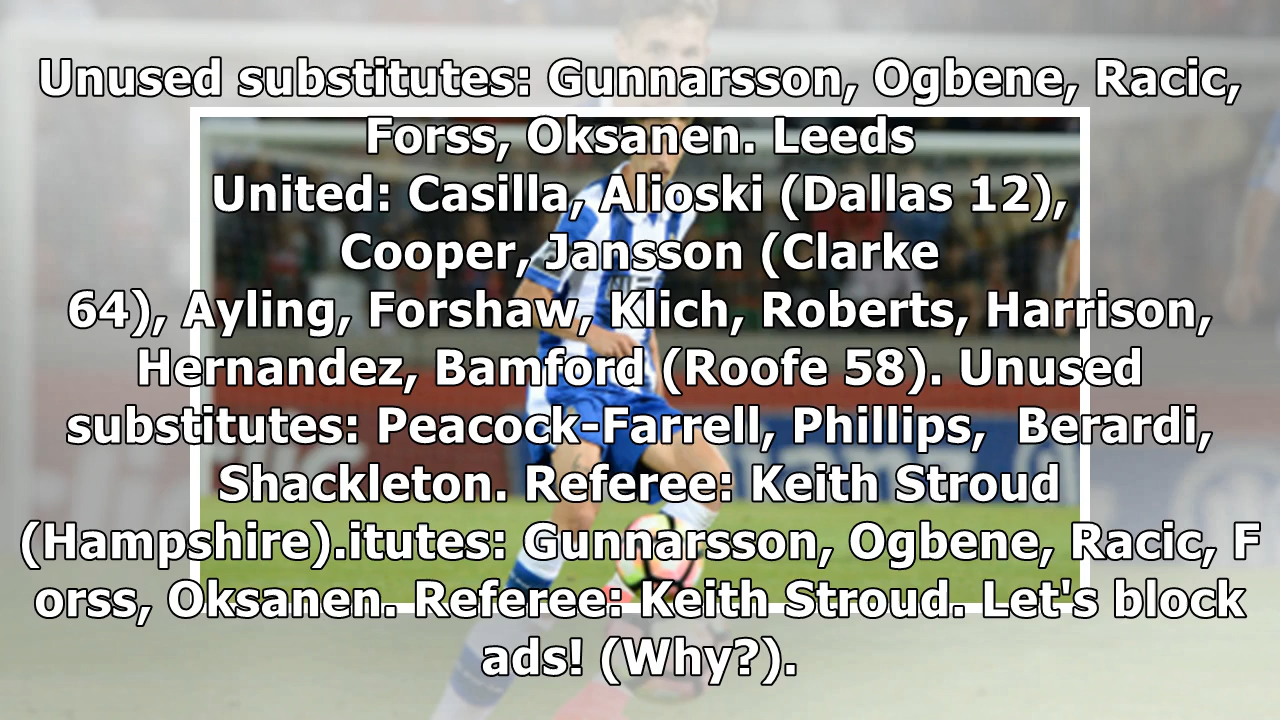 Unused substitutes: Gunnarsson, Ogbene, Racic,
Forss, Oksanen. Leeds
United: Casilla, Alioski (Dallas 12),
Cooper, Jansson (Clarke
64), Ayling, Forshaw, Klich, Roberts, Harrison,
Hernandez, Bamford (Roofe 58). Unused
substitutes: Peacock-Farrell, Phillips,  Berardi,
Shackleton. Referee: Keith Stroud
(Hampshire).itutes: Gunnarsson, Ogbene, Racic, F
orss, Oksanen. Referee: Keith Stroud. Let's block
ads! (Why?).